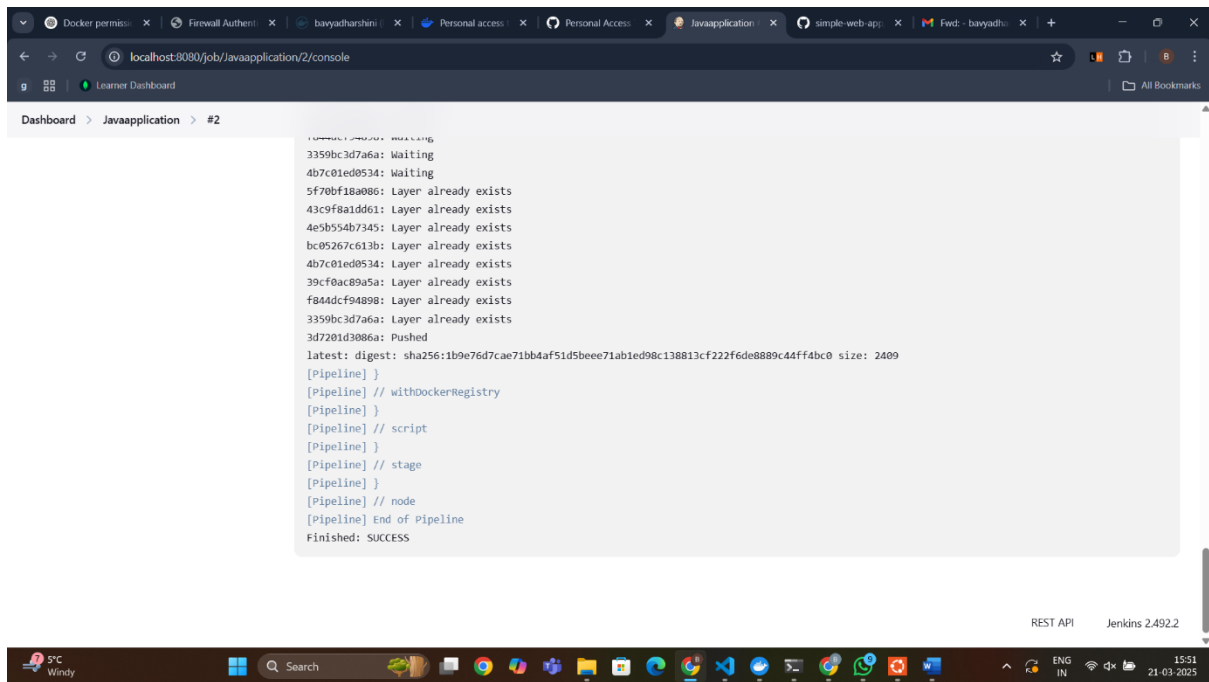 Docker permissi
Firewall Authenti
bavyadharshini (
Personal access t
Personal Access
Javaapplication
simple-web-app
Fwd: - bavyadha
localhost:8080/job/Javaapplication/2/console
B
g
Learner Dashboard
All Bookmarks
Dashboard > Javaapplication > #2
f844dcf94898: Waiting
3359bc3d7a6a: Waiting
4b7c01ed0534: Waiting
5f70bf18a086: Layer already exists
43c9f8a1dd61: Layer already exists
4e5b554b7345: Layer already exists
bc05267c613b: Layer already exists
4b7c01ed0534: Layer already exists
39cf0ac89a5a: Layer already exists
f844dcf94898: Layer already exists
3359bc3d7a6a: Layer already exists
3d7201d3086a: Pushed
latest: digest: sha256:1b9e76d7cae71bb4af51d5beee71ab1ed98c138813cf222f6de8889c44ff4bc0 size: 2409
[Pipeline] }
[Pipeline] // withDockerRegistry
[Pipeline] }
[Pipeline] // script
[Pipeline] }
[Pipeline] // stage
[Pipeline] }
[Pipeline] // node
[Pipeline] End of Pipeline
Finished: SUCCESS
REST API Jenkins 2.492.2
7
5°C
Windy
Search
9
ENG
IN
15:51
21-03-2025